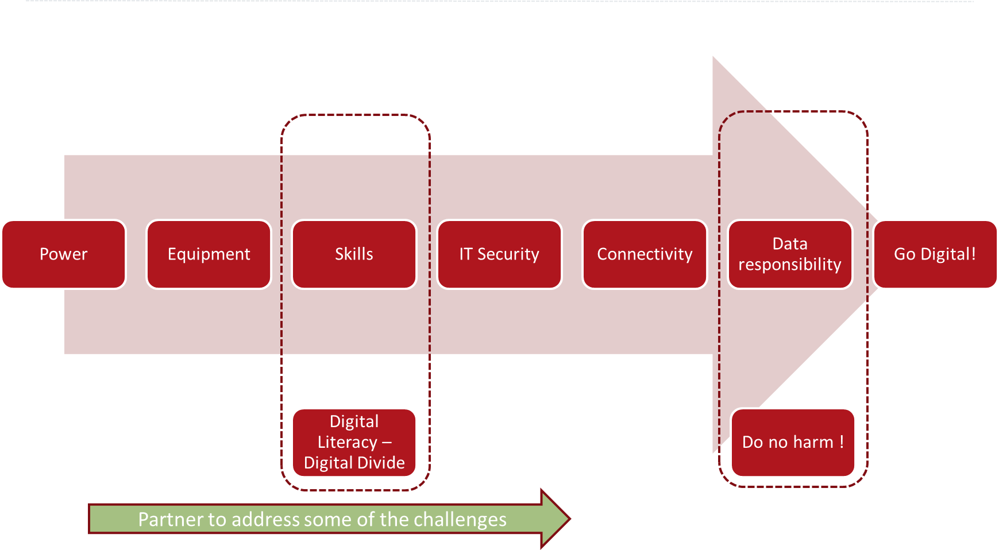 Power
Equipment
Skills
IT Security
Connectivity
Data
responsibility
Go Digital!
Digital
Literacy –
Digital Divide
Do no harm !
Partner to address some of the challenges